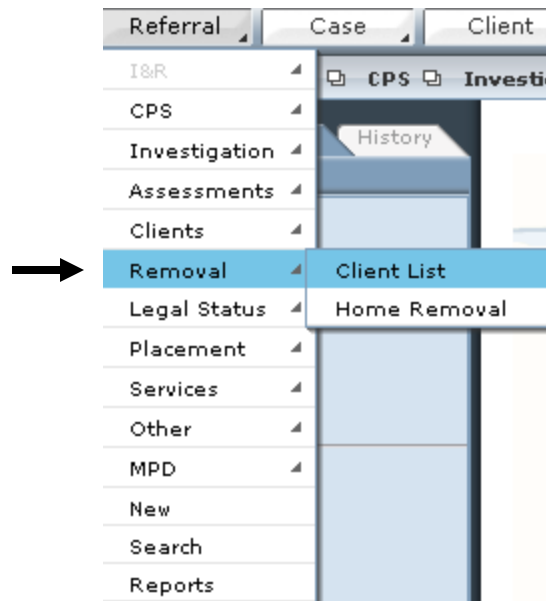 Referral Case Client
I&R
CPS Investi
CPS
History
Investigation
Assessments
Clients
Removal Client List
Legal Status Home Removal
Placement
Services
Other
MPD
New
Search
Reports